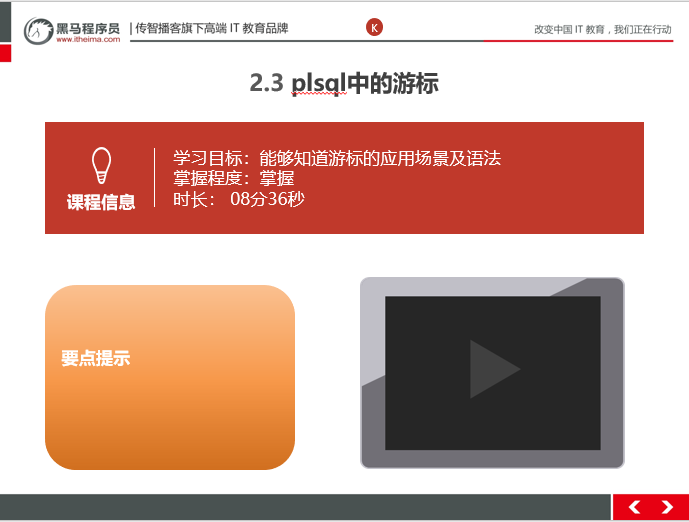 黑马程序员
www.itheima.com
传智播客旗下高端 IT 教育品牌
K
改变中国 IT 教育，我们正在行动
2.3 plsql中的游标
课程信息
学习目标：能够知道游标的应用场景及语法
掌握程度：掌握
时长： 08分36秒
要点提示